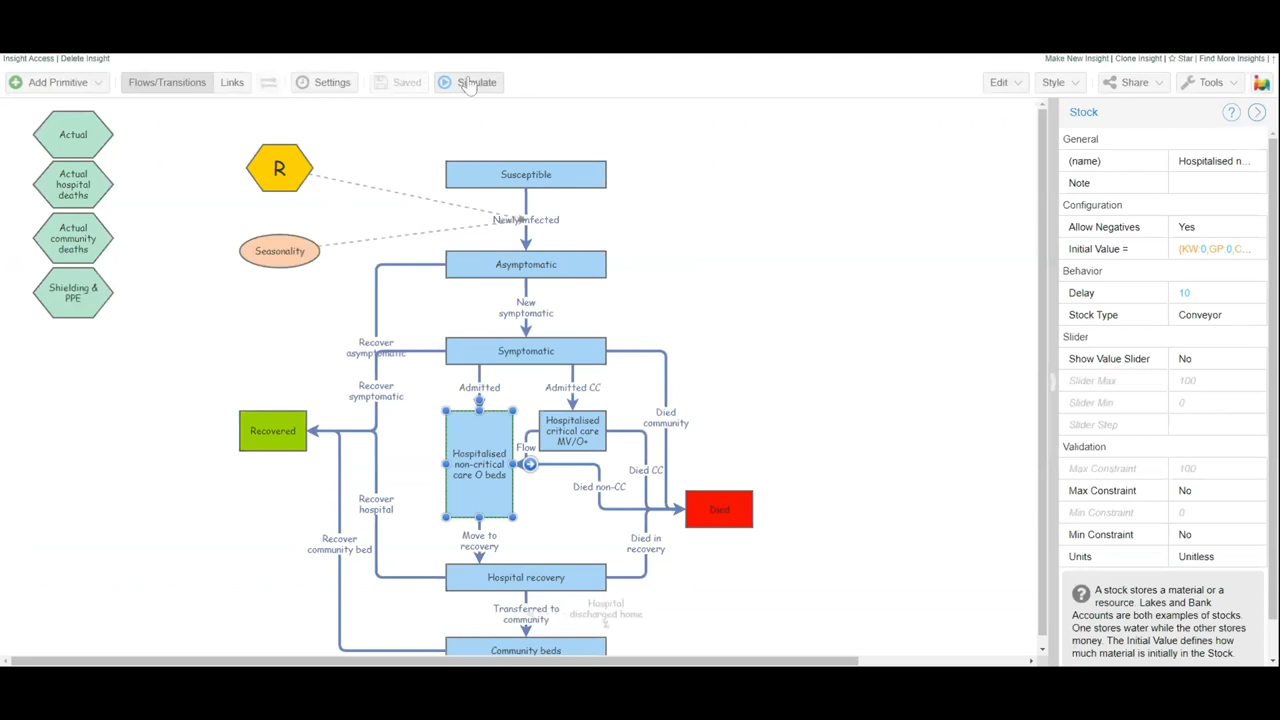 Insight Access | Delete Insight
Make New Insight | Clone Insight | ☆ Star | Find More Insights |
Add Primitive
Flows/Transitions
Links
Settings
Saved
Simulate
Edit
Style
Share
Tools
Actual
Actual
hospital
deaths
Actual
community
deaths
Shielding &
PPE
R
Seasonality
Susceptible
Newly infected
Asymptomatic
New
symptomatic
Recover
asymptomatic
Symptomatic
Recover
symptomatic
Admitted
Admitted CC
Died
community
Recovered
Hospitalised
critical care
MV/O+
Flow
Hospitalised
non-critical
care O beds
Died CC
Died non-CC
Recover
hospital
Died
Recover
community bed
Move to
recovery
Died in
recovery
Hospital recovery
Transferred to
community
Hospital
discharged home
Community beds
Stock
General
(name) Hospitalised n...
Note
Configuration
Allow Negatives Yes
Initial Value = {KW:0,GP:0,C...
Behavior
Delay 10
Stock Type Conveyor
Slider
Show Value Slider No
Slider Max 100
Slider Min 0
Slider Step
Validation
Max Constraint 100
Max Constraint No
Min Constraint 0
Min Constraint No
Units Unitless
A stock stores a material or a
resource. Lakes and Bank
Accounts are both examples of stocks.
One stores water while the other stores
money. The Initial Value defines how
much material is initially in the Stock.